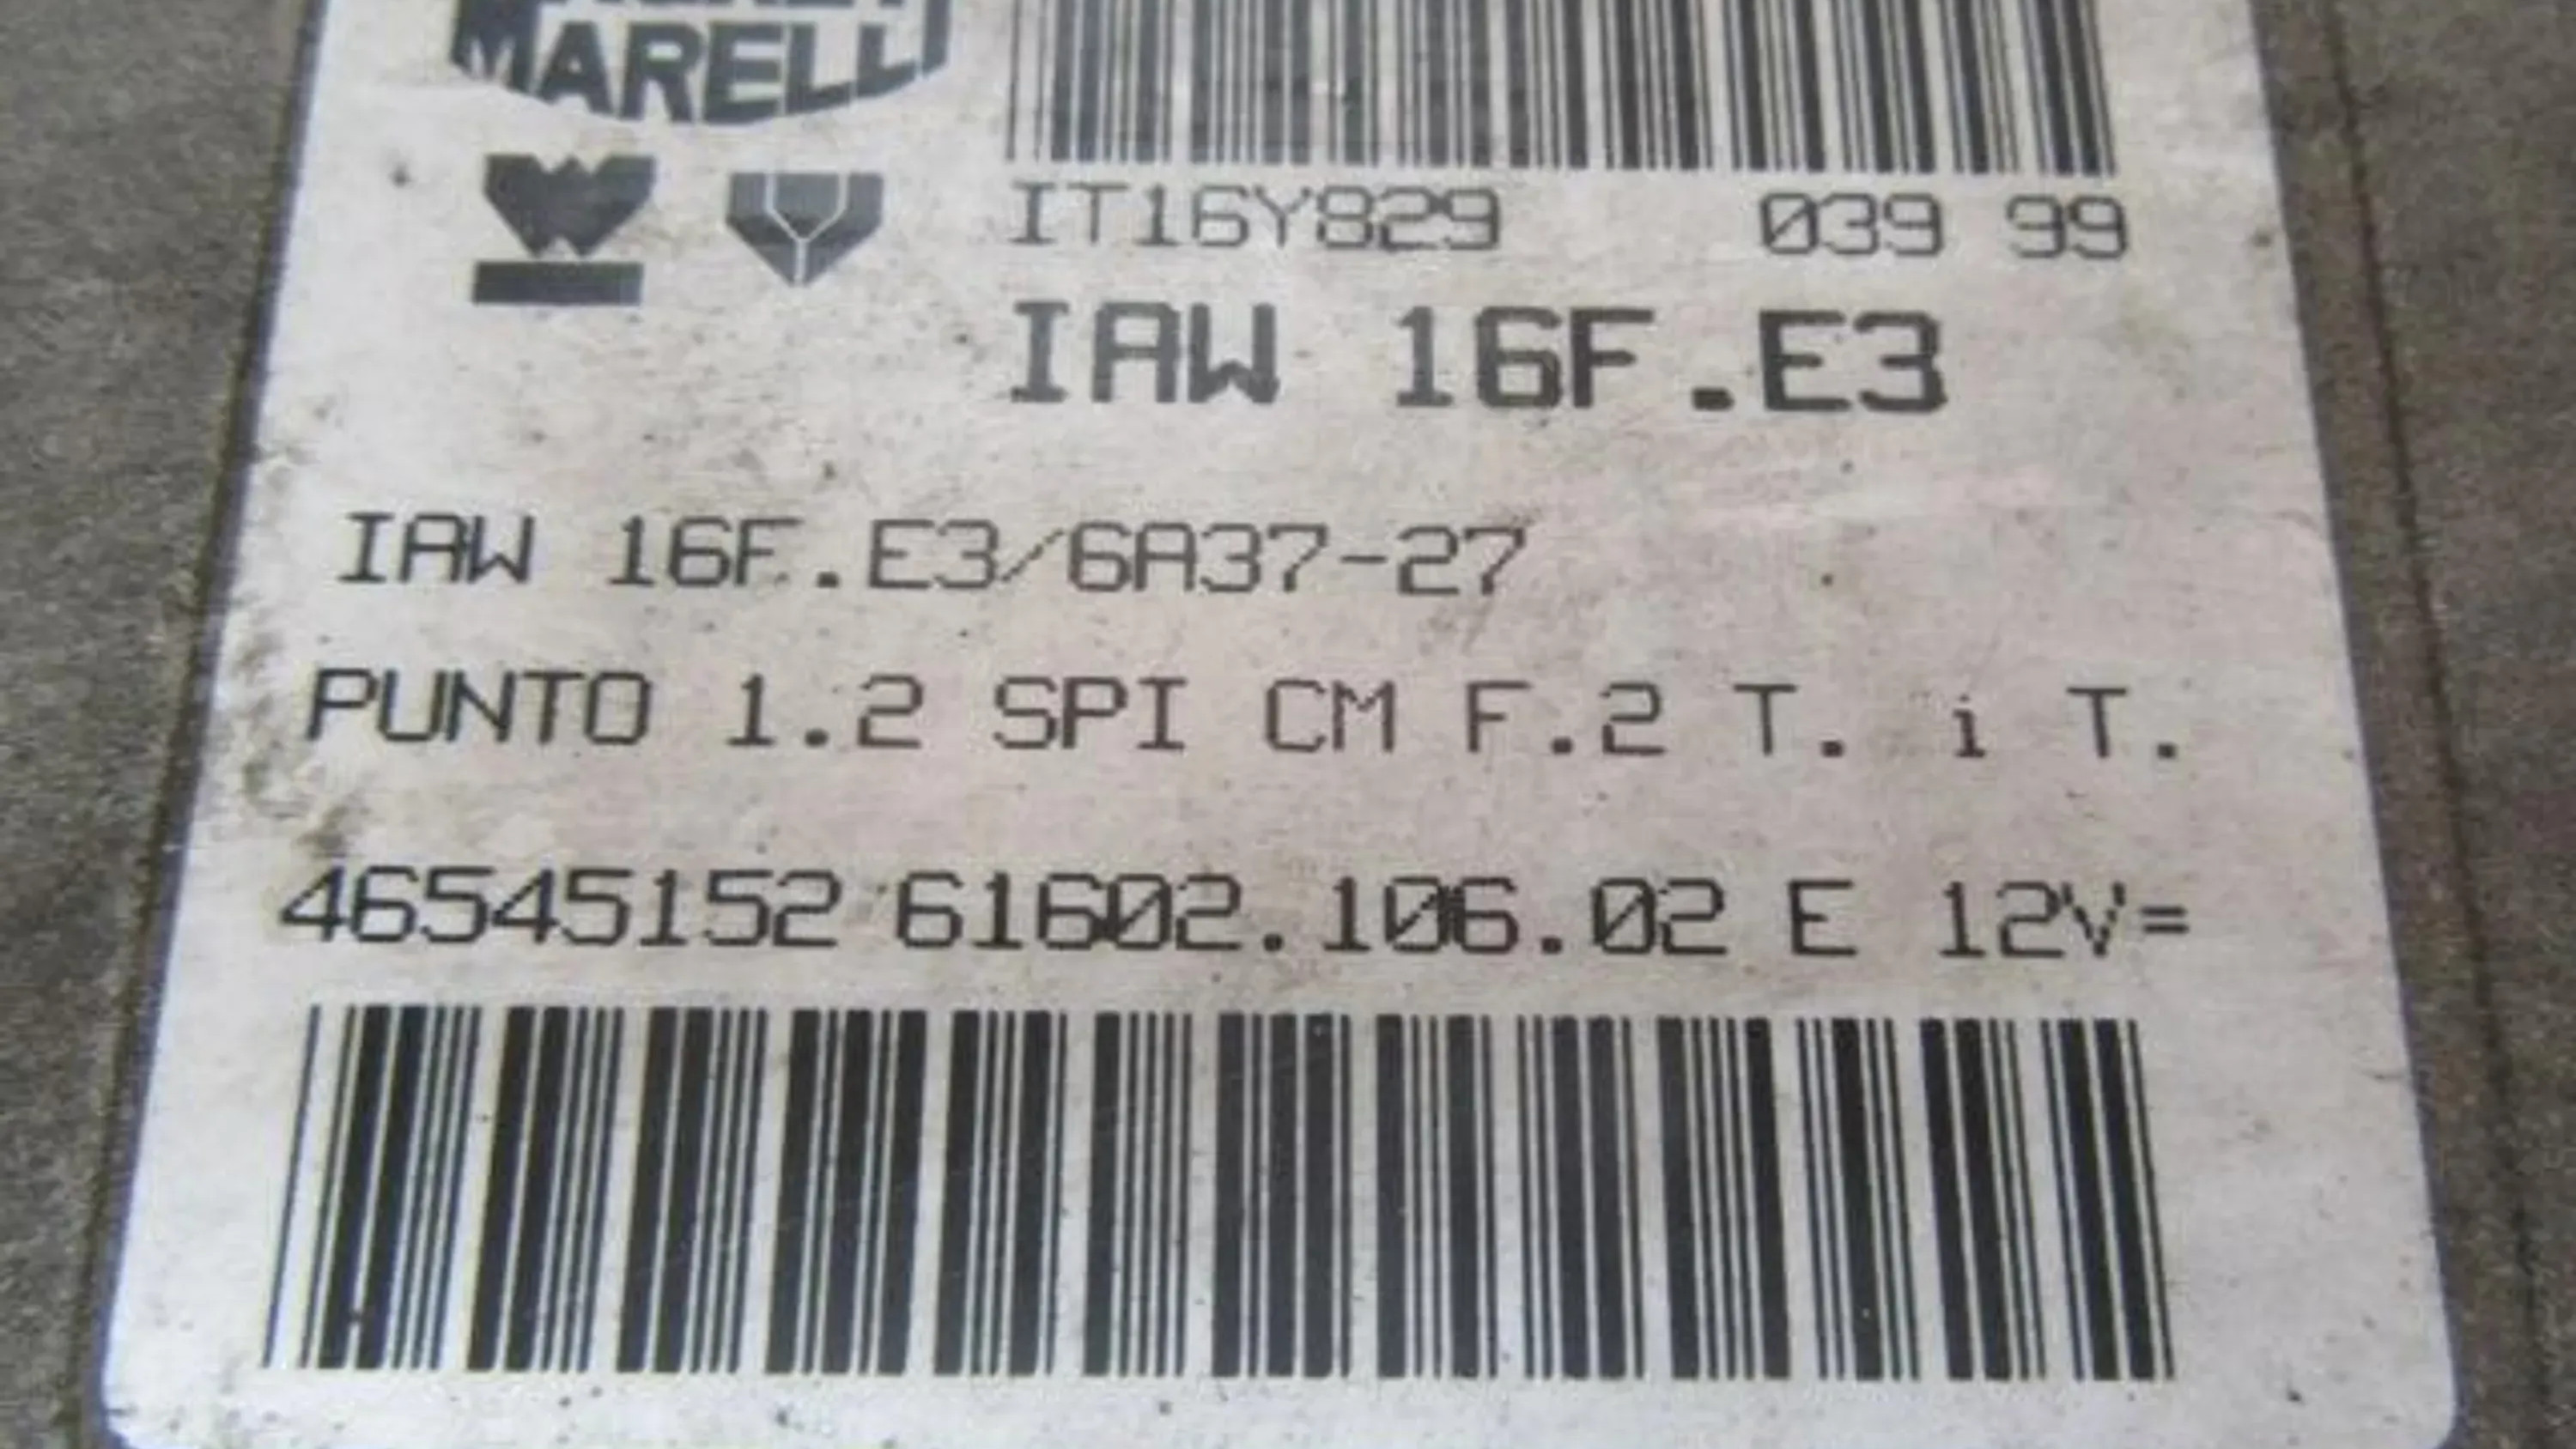 MARELLI
IT16Y829 039 99
IAW 16F.E3
IAW 16F.E3/6A37-27
PUNTO 1.2 SPI CM F.2 T. i T.
46545152 61602.106.02 E 12V=